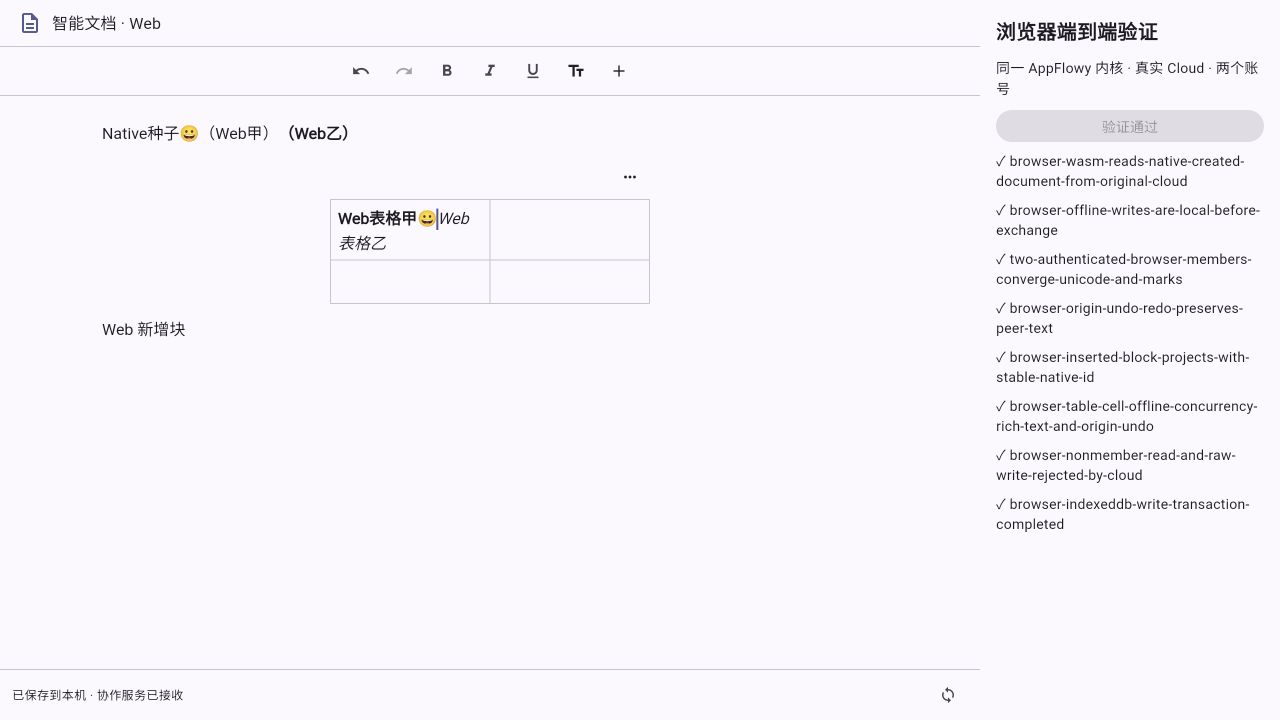 智能文档 · Web
B I U Tt +
Native种子😀（Web甲）（Web乙）
Web表格甲😀Web
表格乙
Web 新增块
已保存到本机 · 协作服务已接收
浏览器端到端验证
同一 AppFlowy 内核 · 真实 Cloud · 两个账
号
验证通过
✓ browser-wasm-reads-native-created-
document-from-original-cloud
✓ browser-offline-writes-are-local-before-
exchange
✓ two-authenticated-browser-members-
converge-unicode-and-marks
✓ browser-origin-undo-redo-preserves-
peer-text
✓ browser-inserted-block-projects-with-
stable-native-id
✓ browser-table-cell-offline-concurrency-
rich-text-and-origin-undo
✓ browser-nonmember-read-and-raw-
write-rejected-by-cloud
✓ browser-indexeddb-write-transaction-
completed